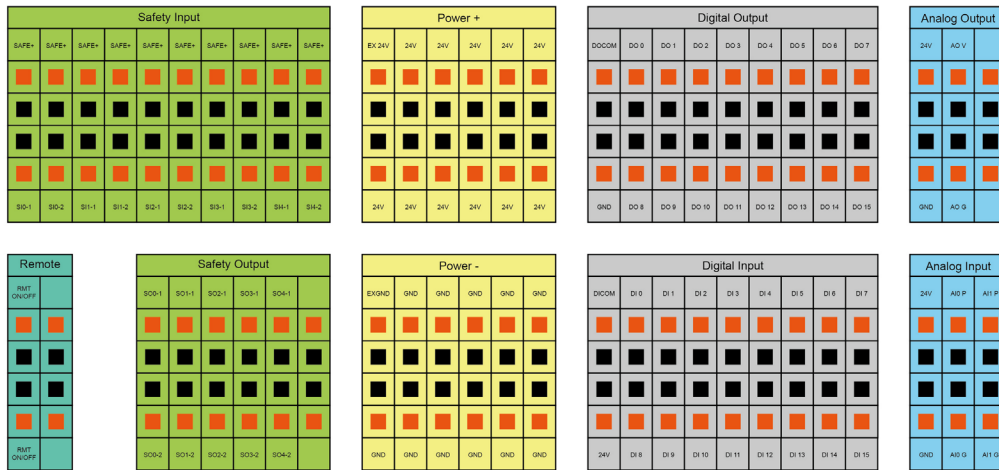 Safety Input
SAFE+ SAFE+ SAFE+ SAFE+ SAFE+ SAFE+ SAFE+ SAFE+ SAFE+ SAFE+
SI0-1 SI0-2 SI1-1 SI1-2 SI2-1 SI2-2 SI3-1 SI3-2 SI4-1 SI4-2
Power +
EX 24V 24V 24V 24V 24V 24V
24V 24V 24V 24V 24V 24V
Digital Output
DOCOM DO 0 DO 1 DO 2 DO 3 DO 4 DO 5 DO 6 DO 7
GND DO 8 DO 9 DO 10 DO 11 DO 12 DO 13 DO 14 DO 15
Analog Output
24V AO V
GND AO G
Remote
RMT
ON/OFF
RMT
ON/OFF
Safety Output
SO0-1 SO1-1 SO2-1 SO3-1 SO4-1
SO0-2 SO1-2 SO2-2 SO3-2 SO4-2
Power -
EXGND GND GND GND GND GND
GND GND GND GND GND GND
Digital Input
DICOM DI 0 DI 1 DI 2 DI 3 DI 4 DI 5 DI 6 DI 7
24V DI 8 DI 9 DI 10 DI 11 DI 12 DI 13 DI 14 DI 15
Analog Input
24V AI0 P AI1 P
GND AI0 G AI1 G